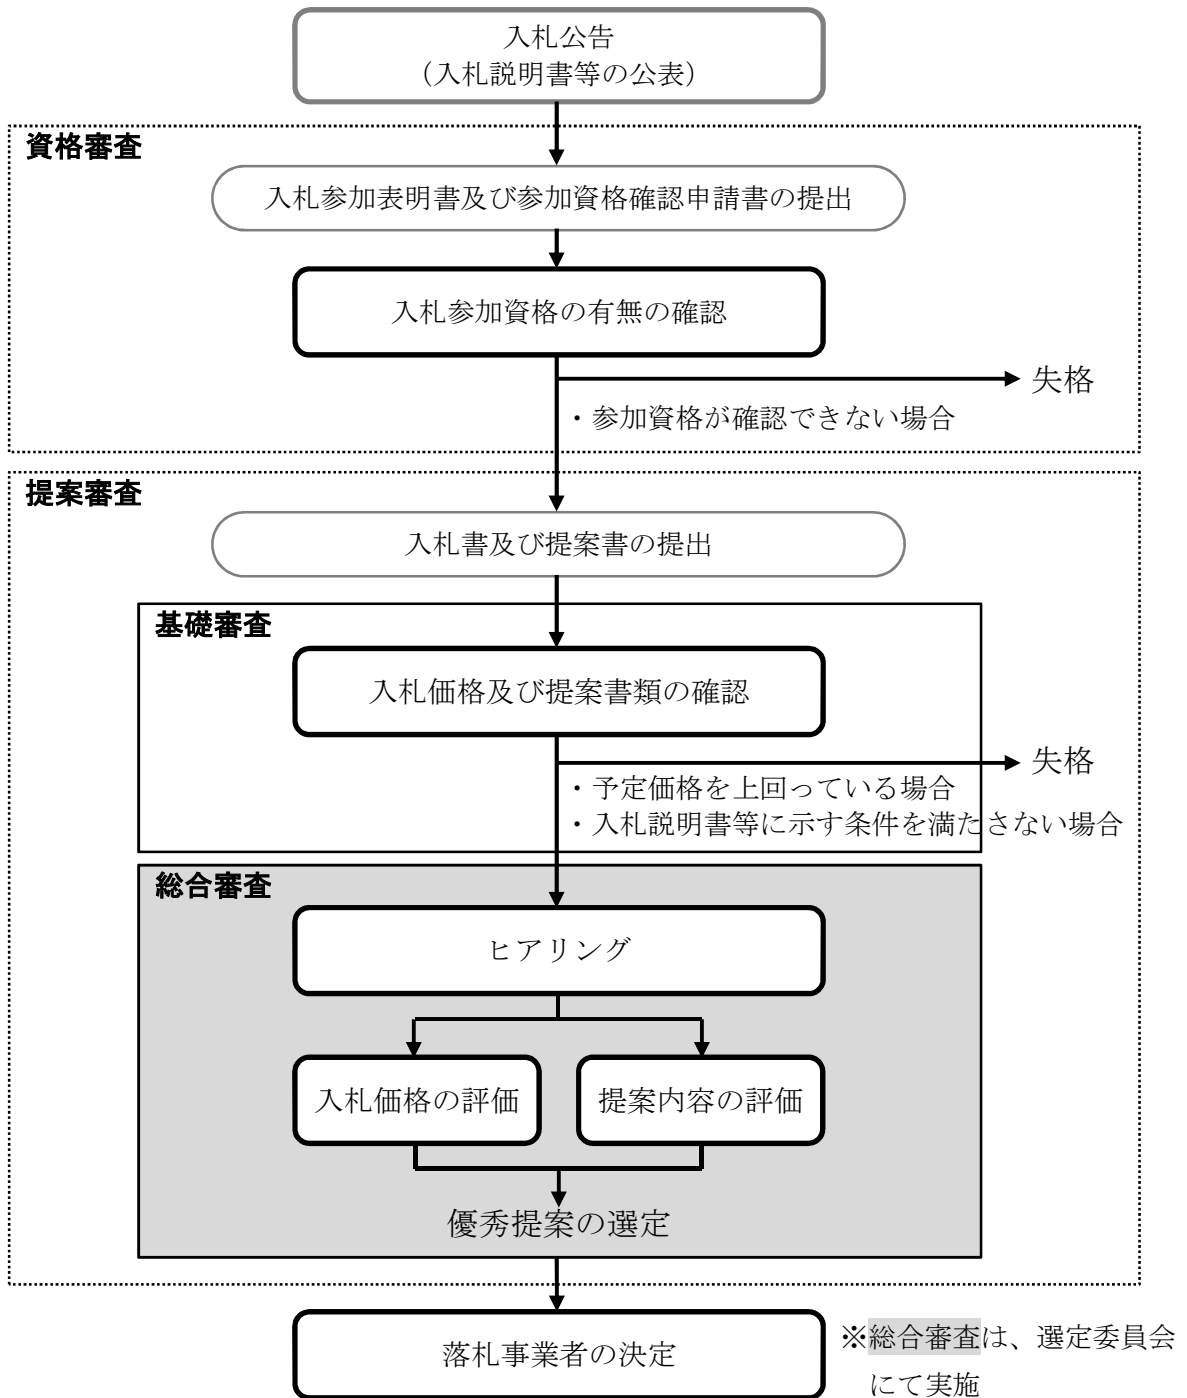 入札公告
（入札説明書等の公表）
資格審査
入札参加表明書及び参加資格確認申請書の提出
入札参加資格の有無の確認
失格
・参加資格が確認できない場合
提案審査
入札書及び提案書の提出
基礎審査
入札価格及び提案書類の確認
失格
・予定価格を上回っている場合
・入札説明書等に示す条件を満たさない場合
総合審査
ヒアリング
入札価格の評価
提案内容の評価
優秀提案の選定
落札事業者の決定
※総合審査は、選定委員会
にて実施